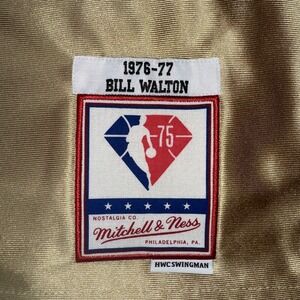 1976-77
BILL WALTON
75
NOSTALGIA CO.
Mitchell & Ness
PHILADELPHIA, PA.
HWC SWINGMAN